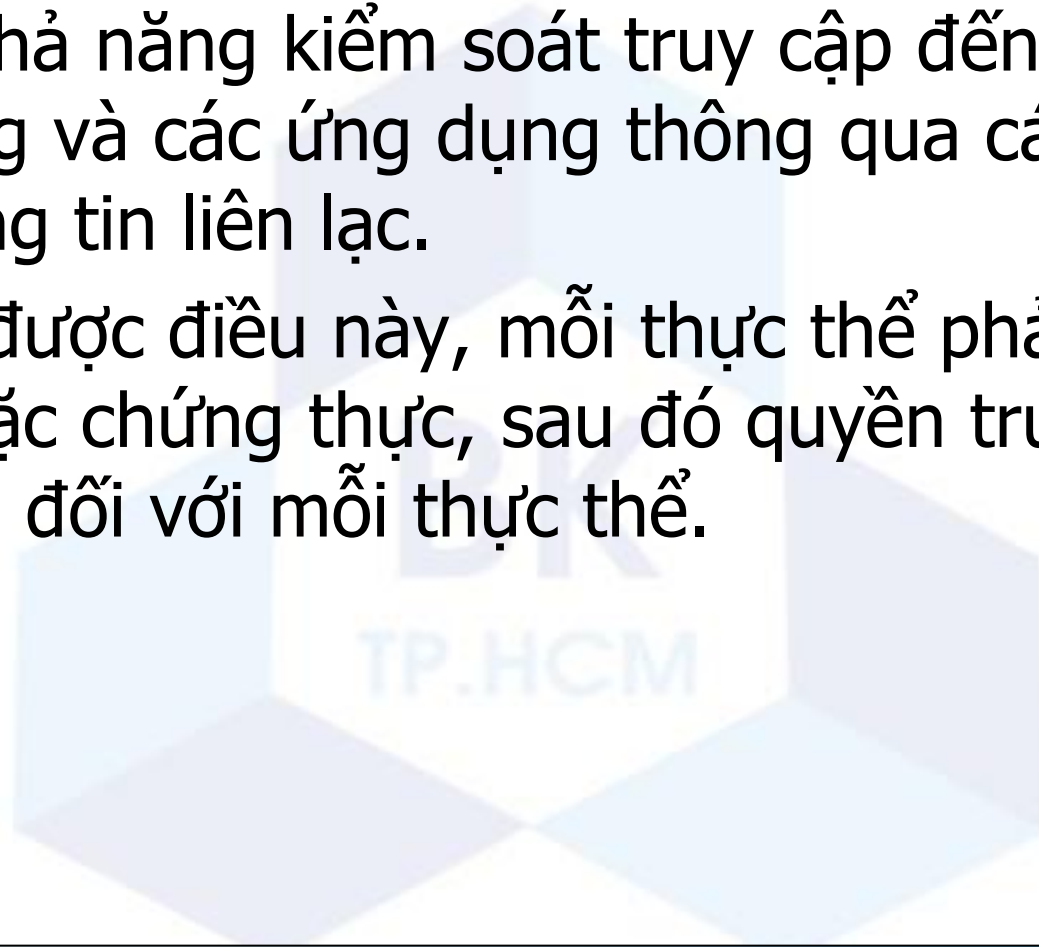 hả năng kiểm soát truy cập đến
g và các ứng dụng thông qua cá
ng tin liên lạc.
được điều này, mỗi thực thể phả
ặc chứng thực, sau đó quyền tru
đối với mỗi thực thể.
BK
TP.HCM